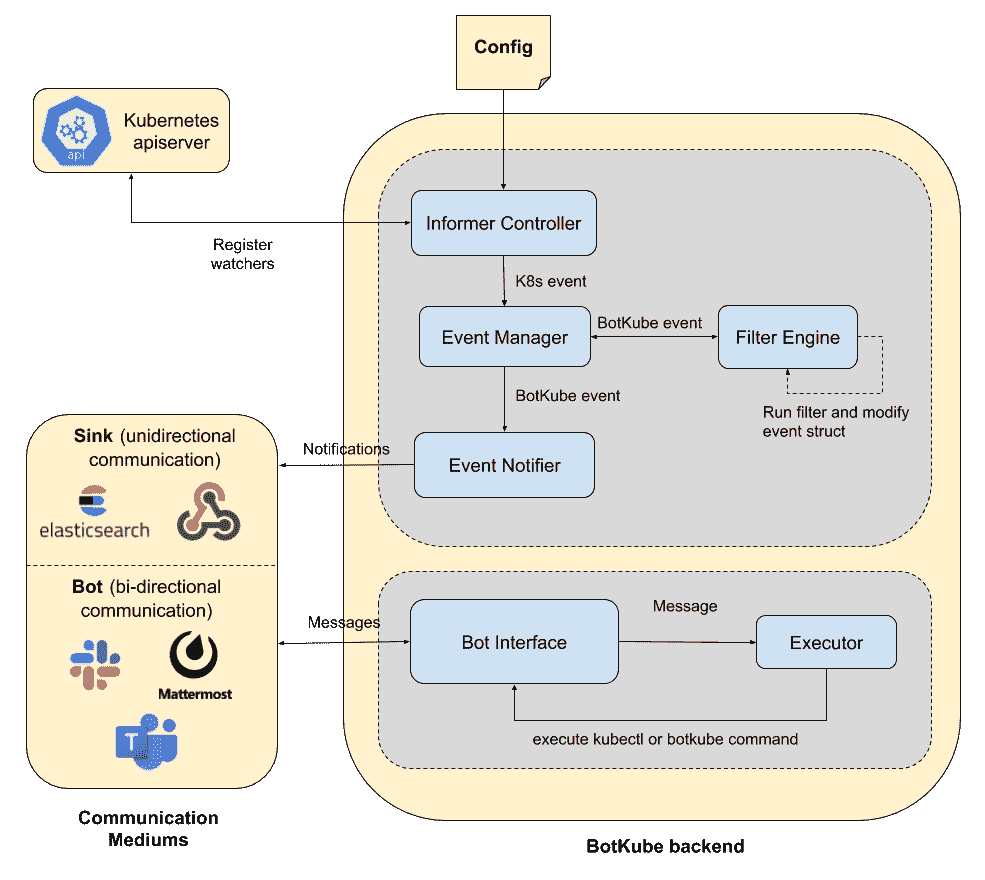 Config
Kubernetes
apiserver
api
Informer Controller
Register
watchers
K8s event
Event Manager
BotKube event
Filter Engine
BotKube event
Run filter and modify
event struct
Sink (unidirectional
communication)
Notifications
Event Notifier
elasticsearch
Bot (bi-directional
communication)
Messages
Bot Interface
Message
Executor
Mattermost
T
execute kubectl or botkube command
Communication
Mediums
BotKube backend